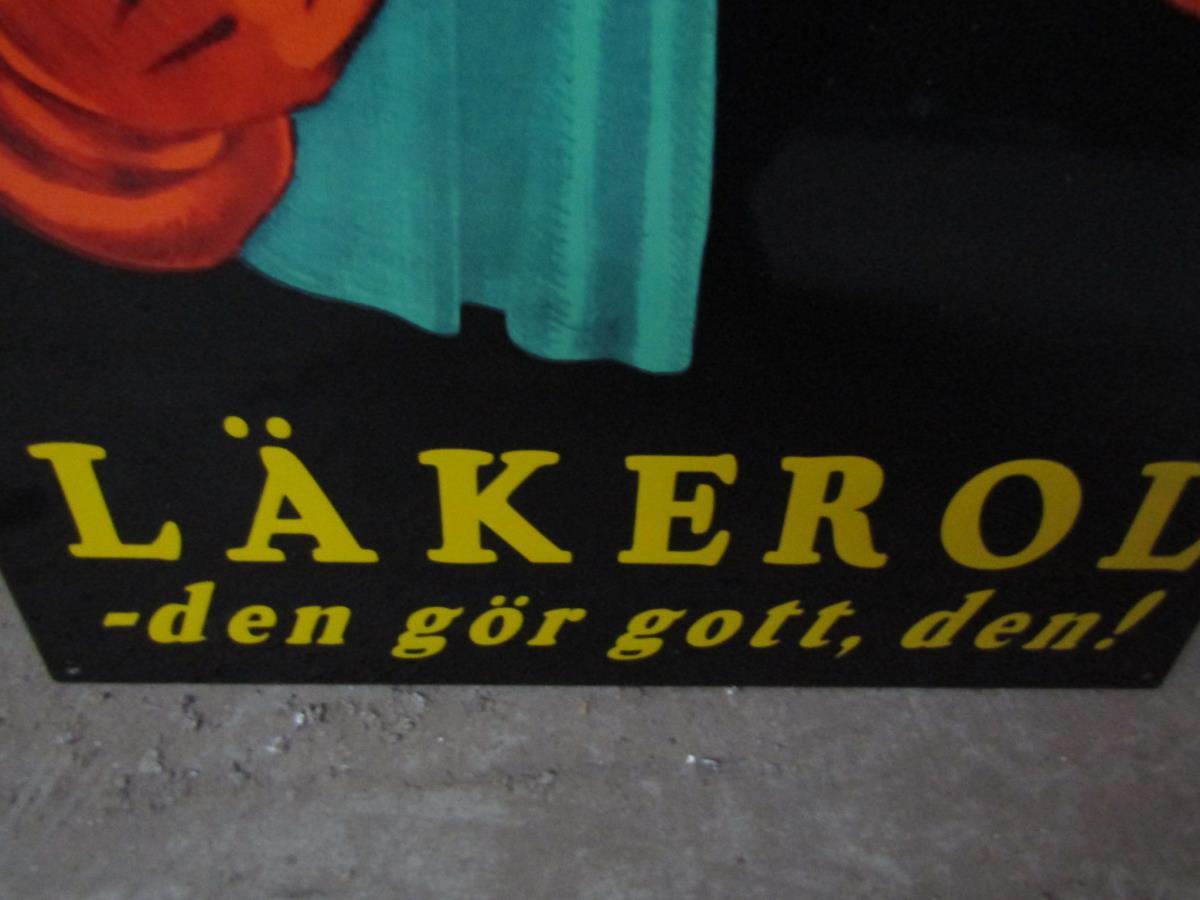 LÄKEROL
-den gör gott, den!